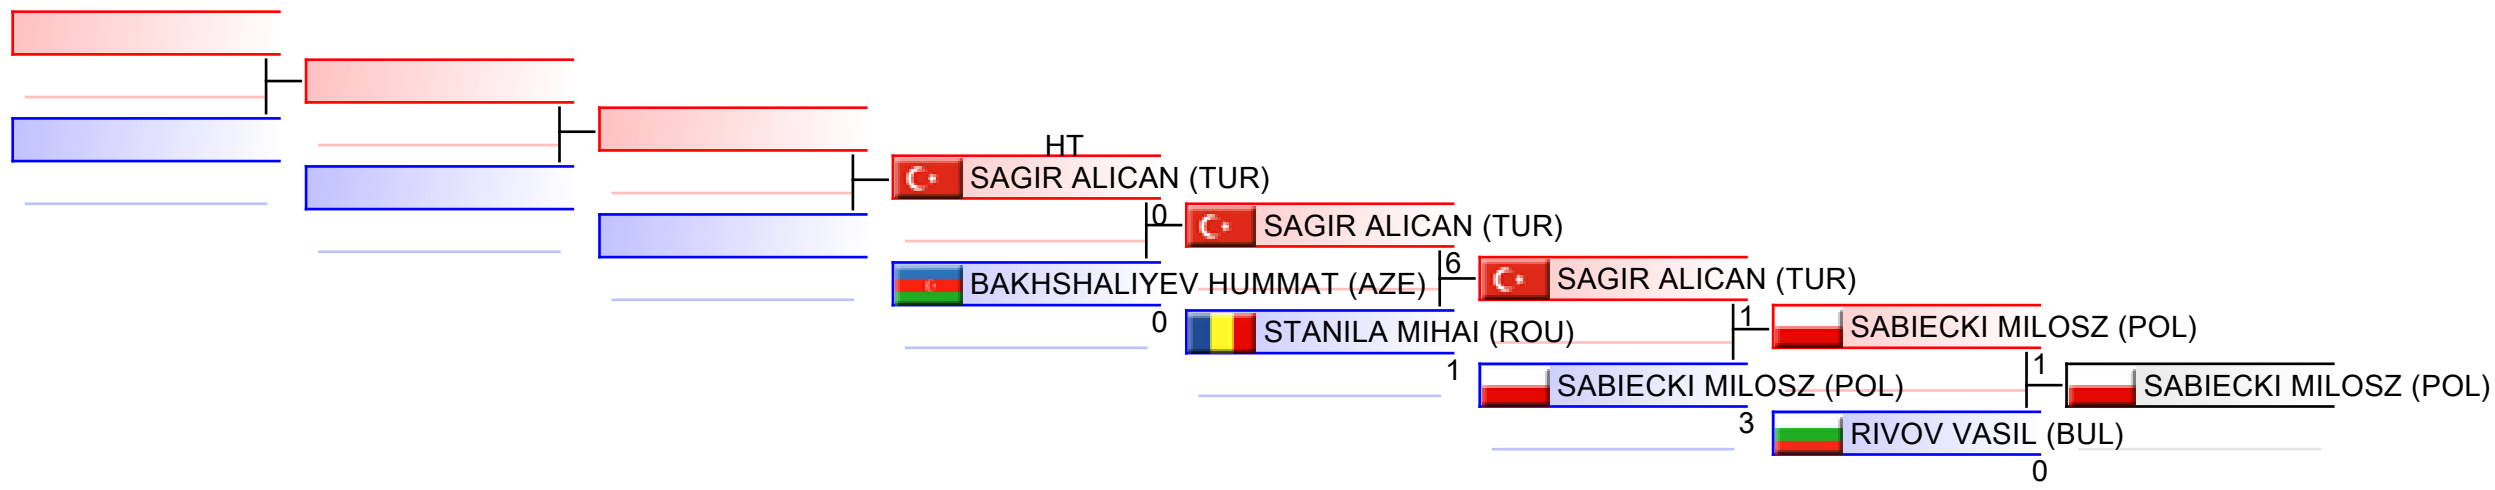 HT
SAGIR ALICAN (TUR)
0
SAGIR ALICAN (TUR)
BAKHSHALIYEV HUMMAT (AZE)
0
6
SAGIR ALICAN (TUR)
STANILA MIHAI (ROU)
1
1
SABIECKI MILOSZ (POL)
SABIECKI MILOSZ (POL)
3
1
SABIECKI MILOSZ (POL)
RIVOV VASIL (BUL)
0